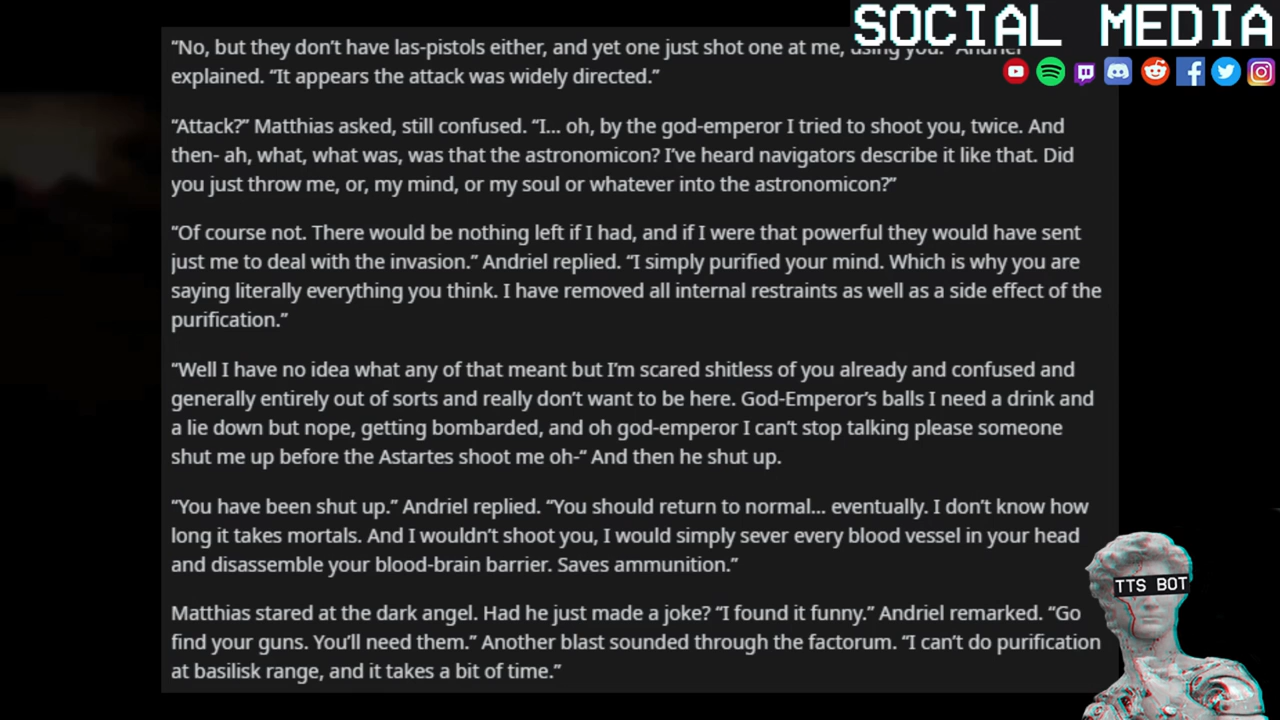 SOCIAL MEDIA
“No, but they don’t have las-pistols either, and yet one just shot one at me, using you.” Andriel
explained. “It appears the attack was widely directed.”
“Attack?” Matthias asked, still confused. “I... oh, by the god-emperor I tried to shoot you, twice. And
then- ah, what, what was, was that the astronomicon? I’ve heard navigators describe it like that. Did
you just throw me, or, my mind, or my soul or whatever into the astronomicon?”
“Of course not. There would be nothing left if I had, and if I were that powerful they would have sent
just me to deal with the invasion.” Andriel replied. “I simply purified your mind. Which is why you are
saying literally everything you think. I have removed all internal restraints as well as a side effect of the
purification.”
“Well I have no idea what any of that meant but I’m scared shitless of you already and confused and
generally entirely out of sorts and really don’t want to be here. God-Emperor’s balls I need a drink and
a lie down but nope, getting bombarded, and oh god-emperor I can’t stop talking please someone
shut me up before the Astartes shoot me oh-“ And then he shut up.
“You have been shut up.” Andriel replied. “You should return to normal... eventually. I don’t know how
long it takes mortals. And I wouldn’t shoot you, I would simply sever every blood vessel in your head
and disassemble your blood-brain barrier. Saves ammunition.”
Matthias stared at the dark angel. Had he just made a joke? “I found it funny.” Andriel remarked. “Go
find your guns. You’ll need them.” Another blast sounded through the factorum. “I can’t do purification
at basilisk range, and it takes a bit of time.”
TTS BOT